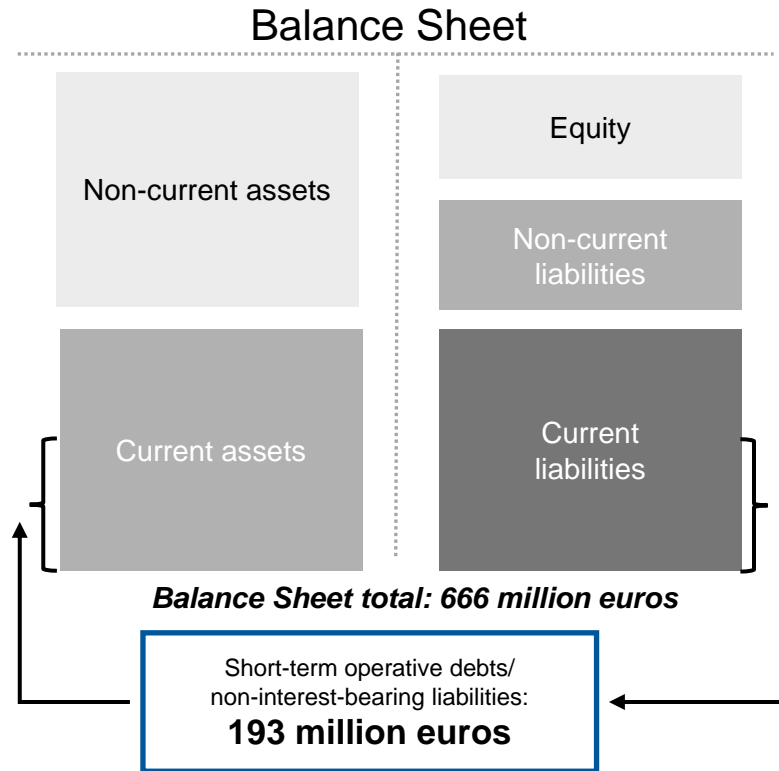 Balance Sheet
Non-current assets
Equity
Non-current
liabilities
Current assets
Current
liabilities
Balance Sheet total: 666 million euros
Short-term operative debts/
non-interest-bearing liabilities:
193 million euros